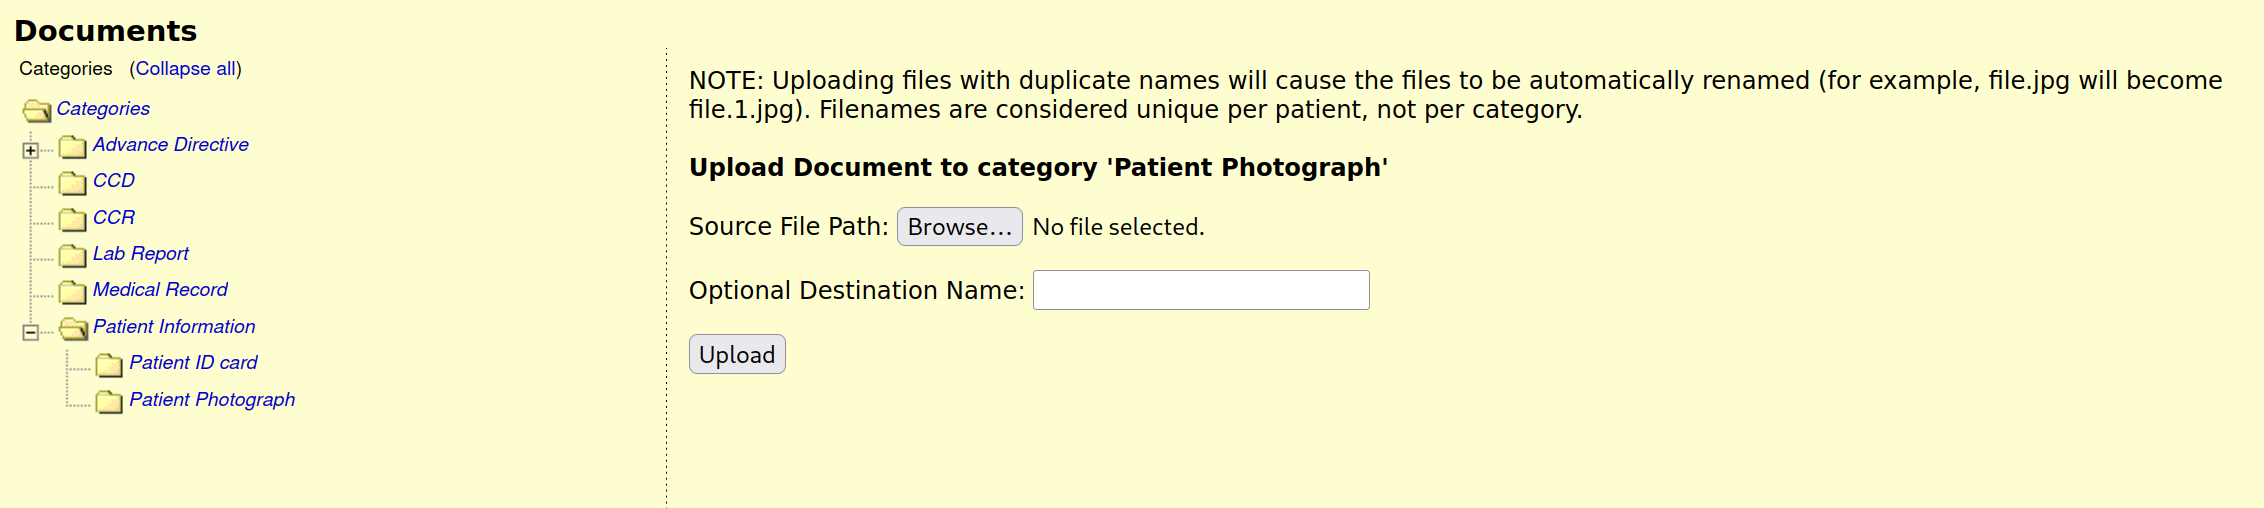 Documents
Categories (Collapse all)
Categories
Advance Directive
CCD
CCR
Lab Report
Medical Record
Patient Information
Patient ID card
Patient Photograph
NOTE: Uploading files with duplicate names will cause the files to be automatically renamed (for example, file.jpg will become
file.1.jpg). Filenames are considered unique per patient, not per category.
Upload Document to category 'Patient Photograph'
Source File Path: Browse... No file selected.
Optional Destination Name:
Upload